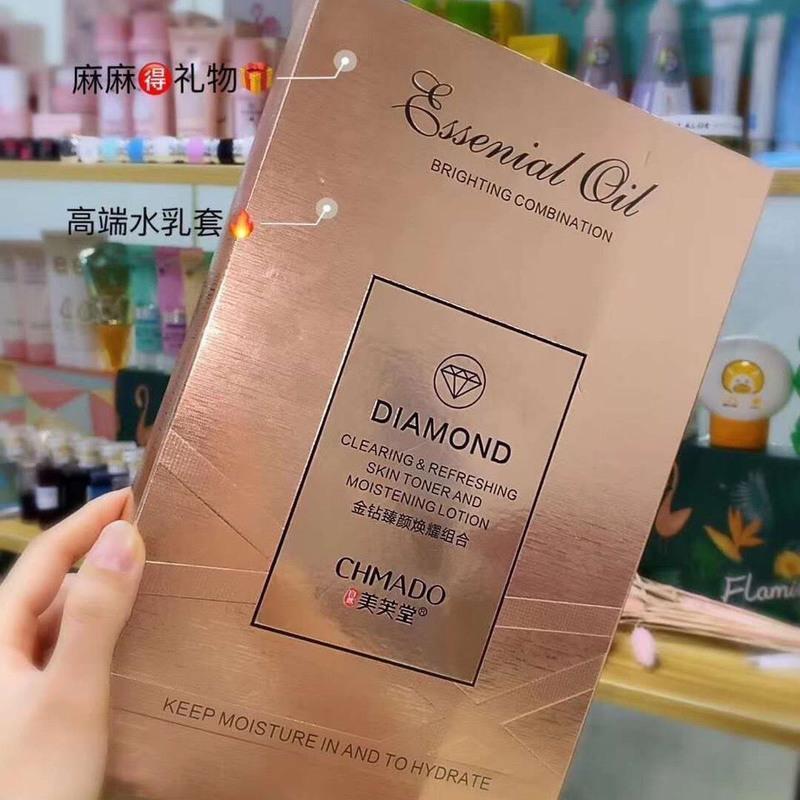 麻麻得礼物
高端水乳套
Essenial Oil
BRIGHTING COMBINATION
DIAMOND
CLEARING & REFRESHING
SKIN TONER AND
MOISTENING LOTION
金钻臻颜焕耀组合
CHMADO
美芙堂®
KEEP MOISTURE IN AND TO HYDRATE
ALOE
Flami